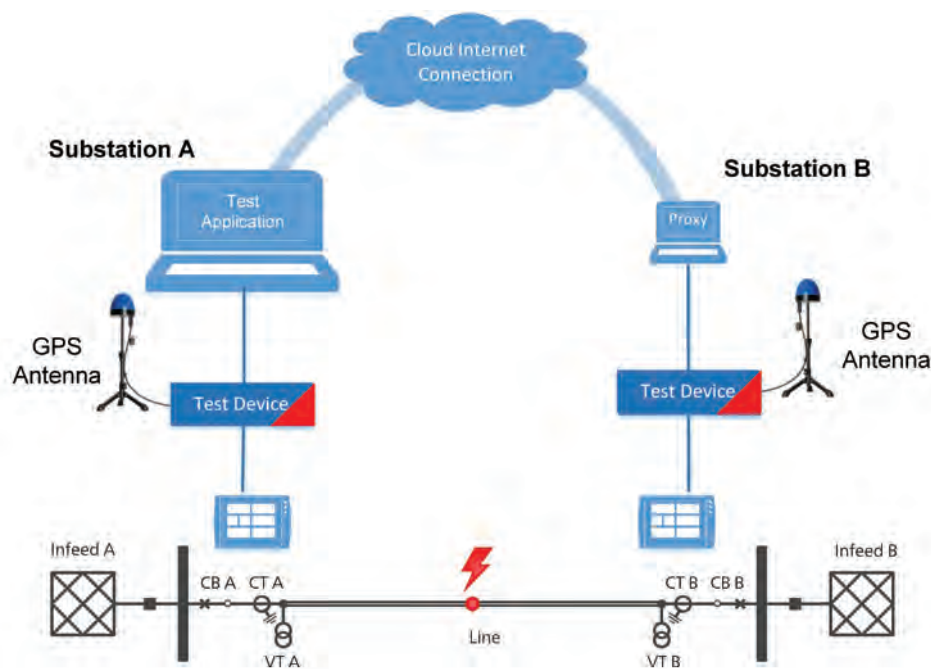 Cloud Internet
Connection
Substation A
Substation B
Test
Application
Proxy
GPS
Antenna
GPS
Antenna
Test Device
Test Device
Infeed A
CB A
CT A
CT B
CB B
Infeed B
VT A
Line
VT B